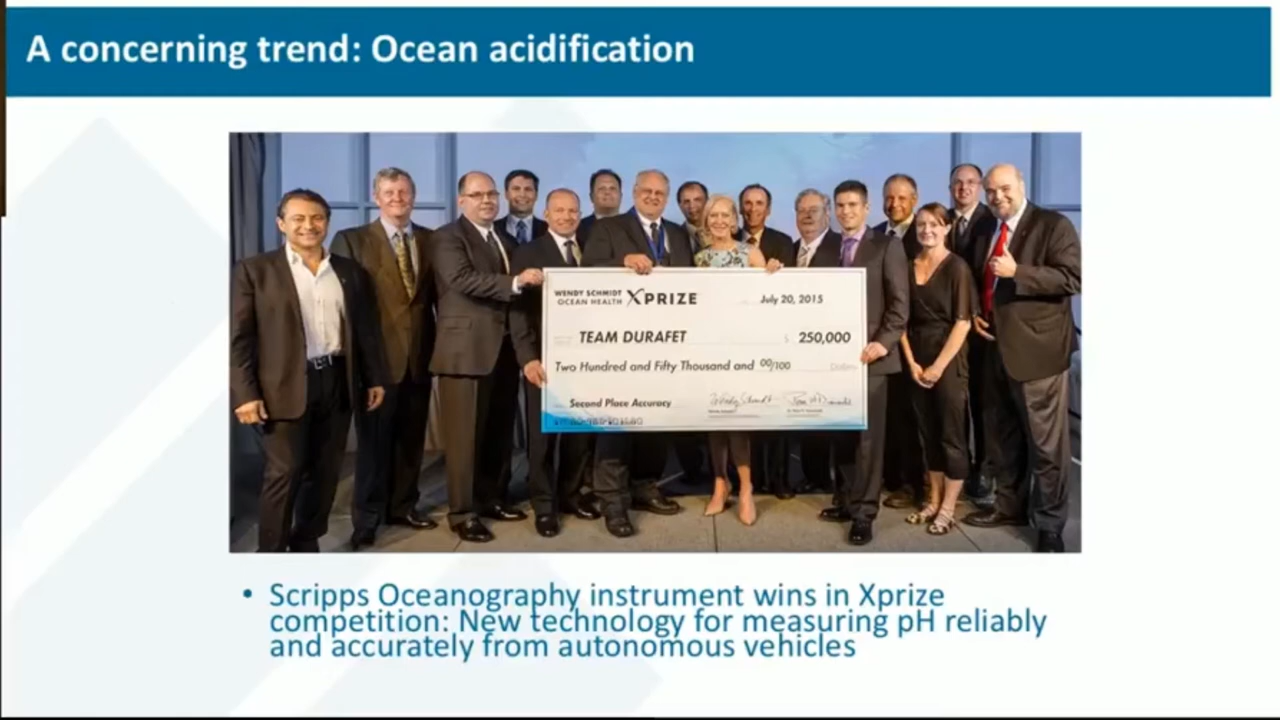 A concerning trend: Ocean acidification
WENDY SCHMIDT
OCEAN HEALTH XPRIZE
July 20, 2015
TEAM DURAFET $ 250,000
Two Hundred and Fifty Thousand and 00/100 Dollars
Second Place Accuracy
• Scripps Oceanography instrument wins in Xprize
competition: New technology for measuring pH reliably
and accurately from autonomous vehicles